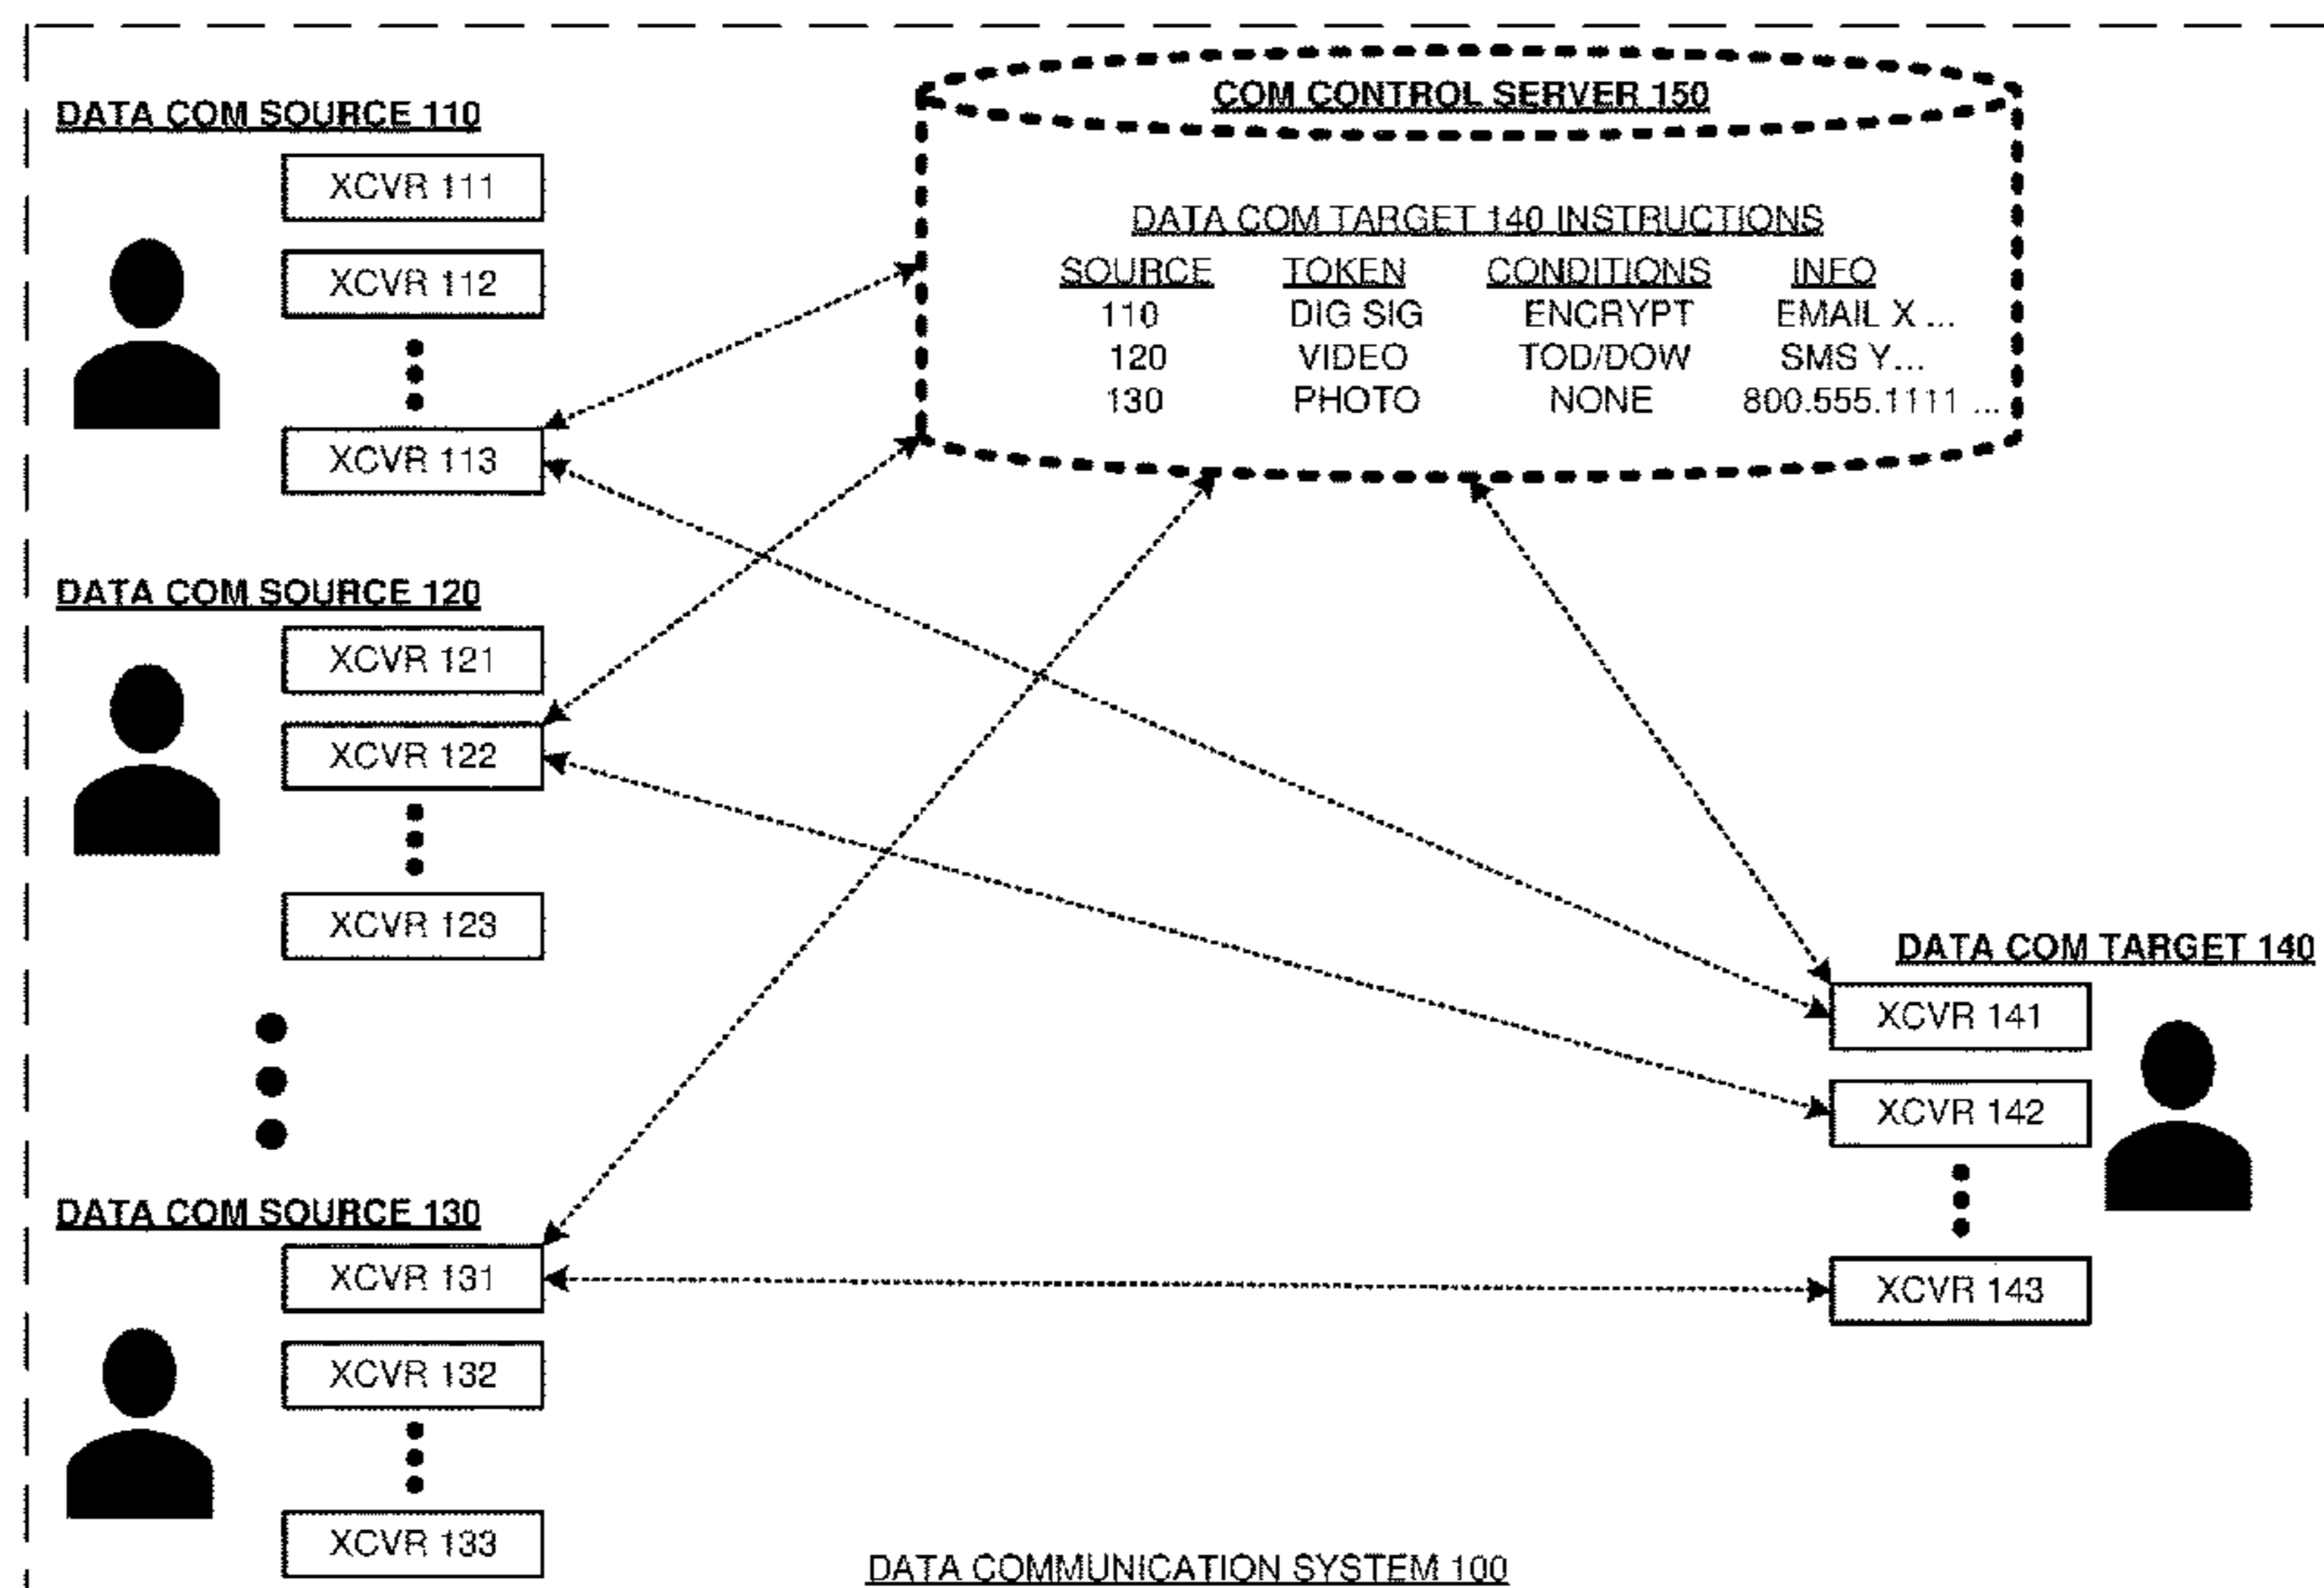 COM CONTROL SERVER 150
DATA COM TARGET 140 INSTRUCTIONS
SOURCE TOKEN CONDITIONS INFO
110 DIG SIG ENCRYPT EMAIL X ...
120 VIDEO TOD/DOW SMS Y...
130 PHOTO NONE 800.555.1111 ...
DATA COM SOURCE 110
XCVR 111
XCVR 112
XCVR 113
DATA COM SOURCE 120
XCVR 121
XCVR 122
XCVR 123
DATA COM SOURCE 130
XCVR 131
XCVR 132
XCVR 133
DATA COM TARGET 140
XCVR 141
XCVR 142
XCVR 143
DATA COMMUNICATION SYSTEM 100